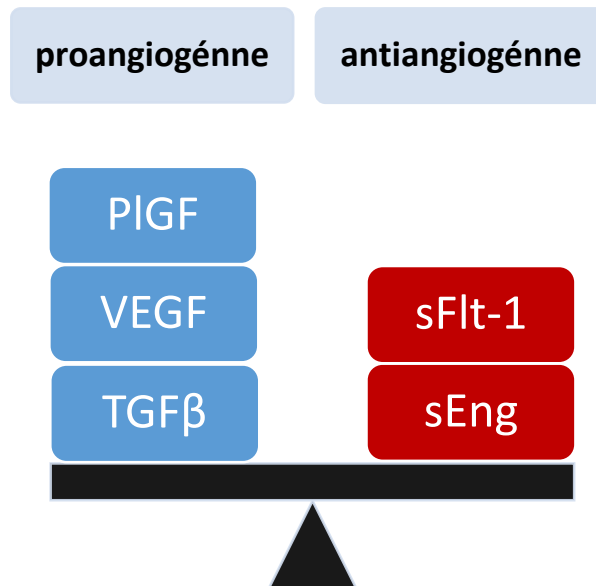 proangiogénne
antiangiogénne
PlGF
VEGF
sFlt-1
TGFβ
sEng